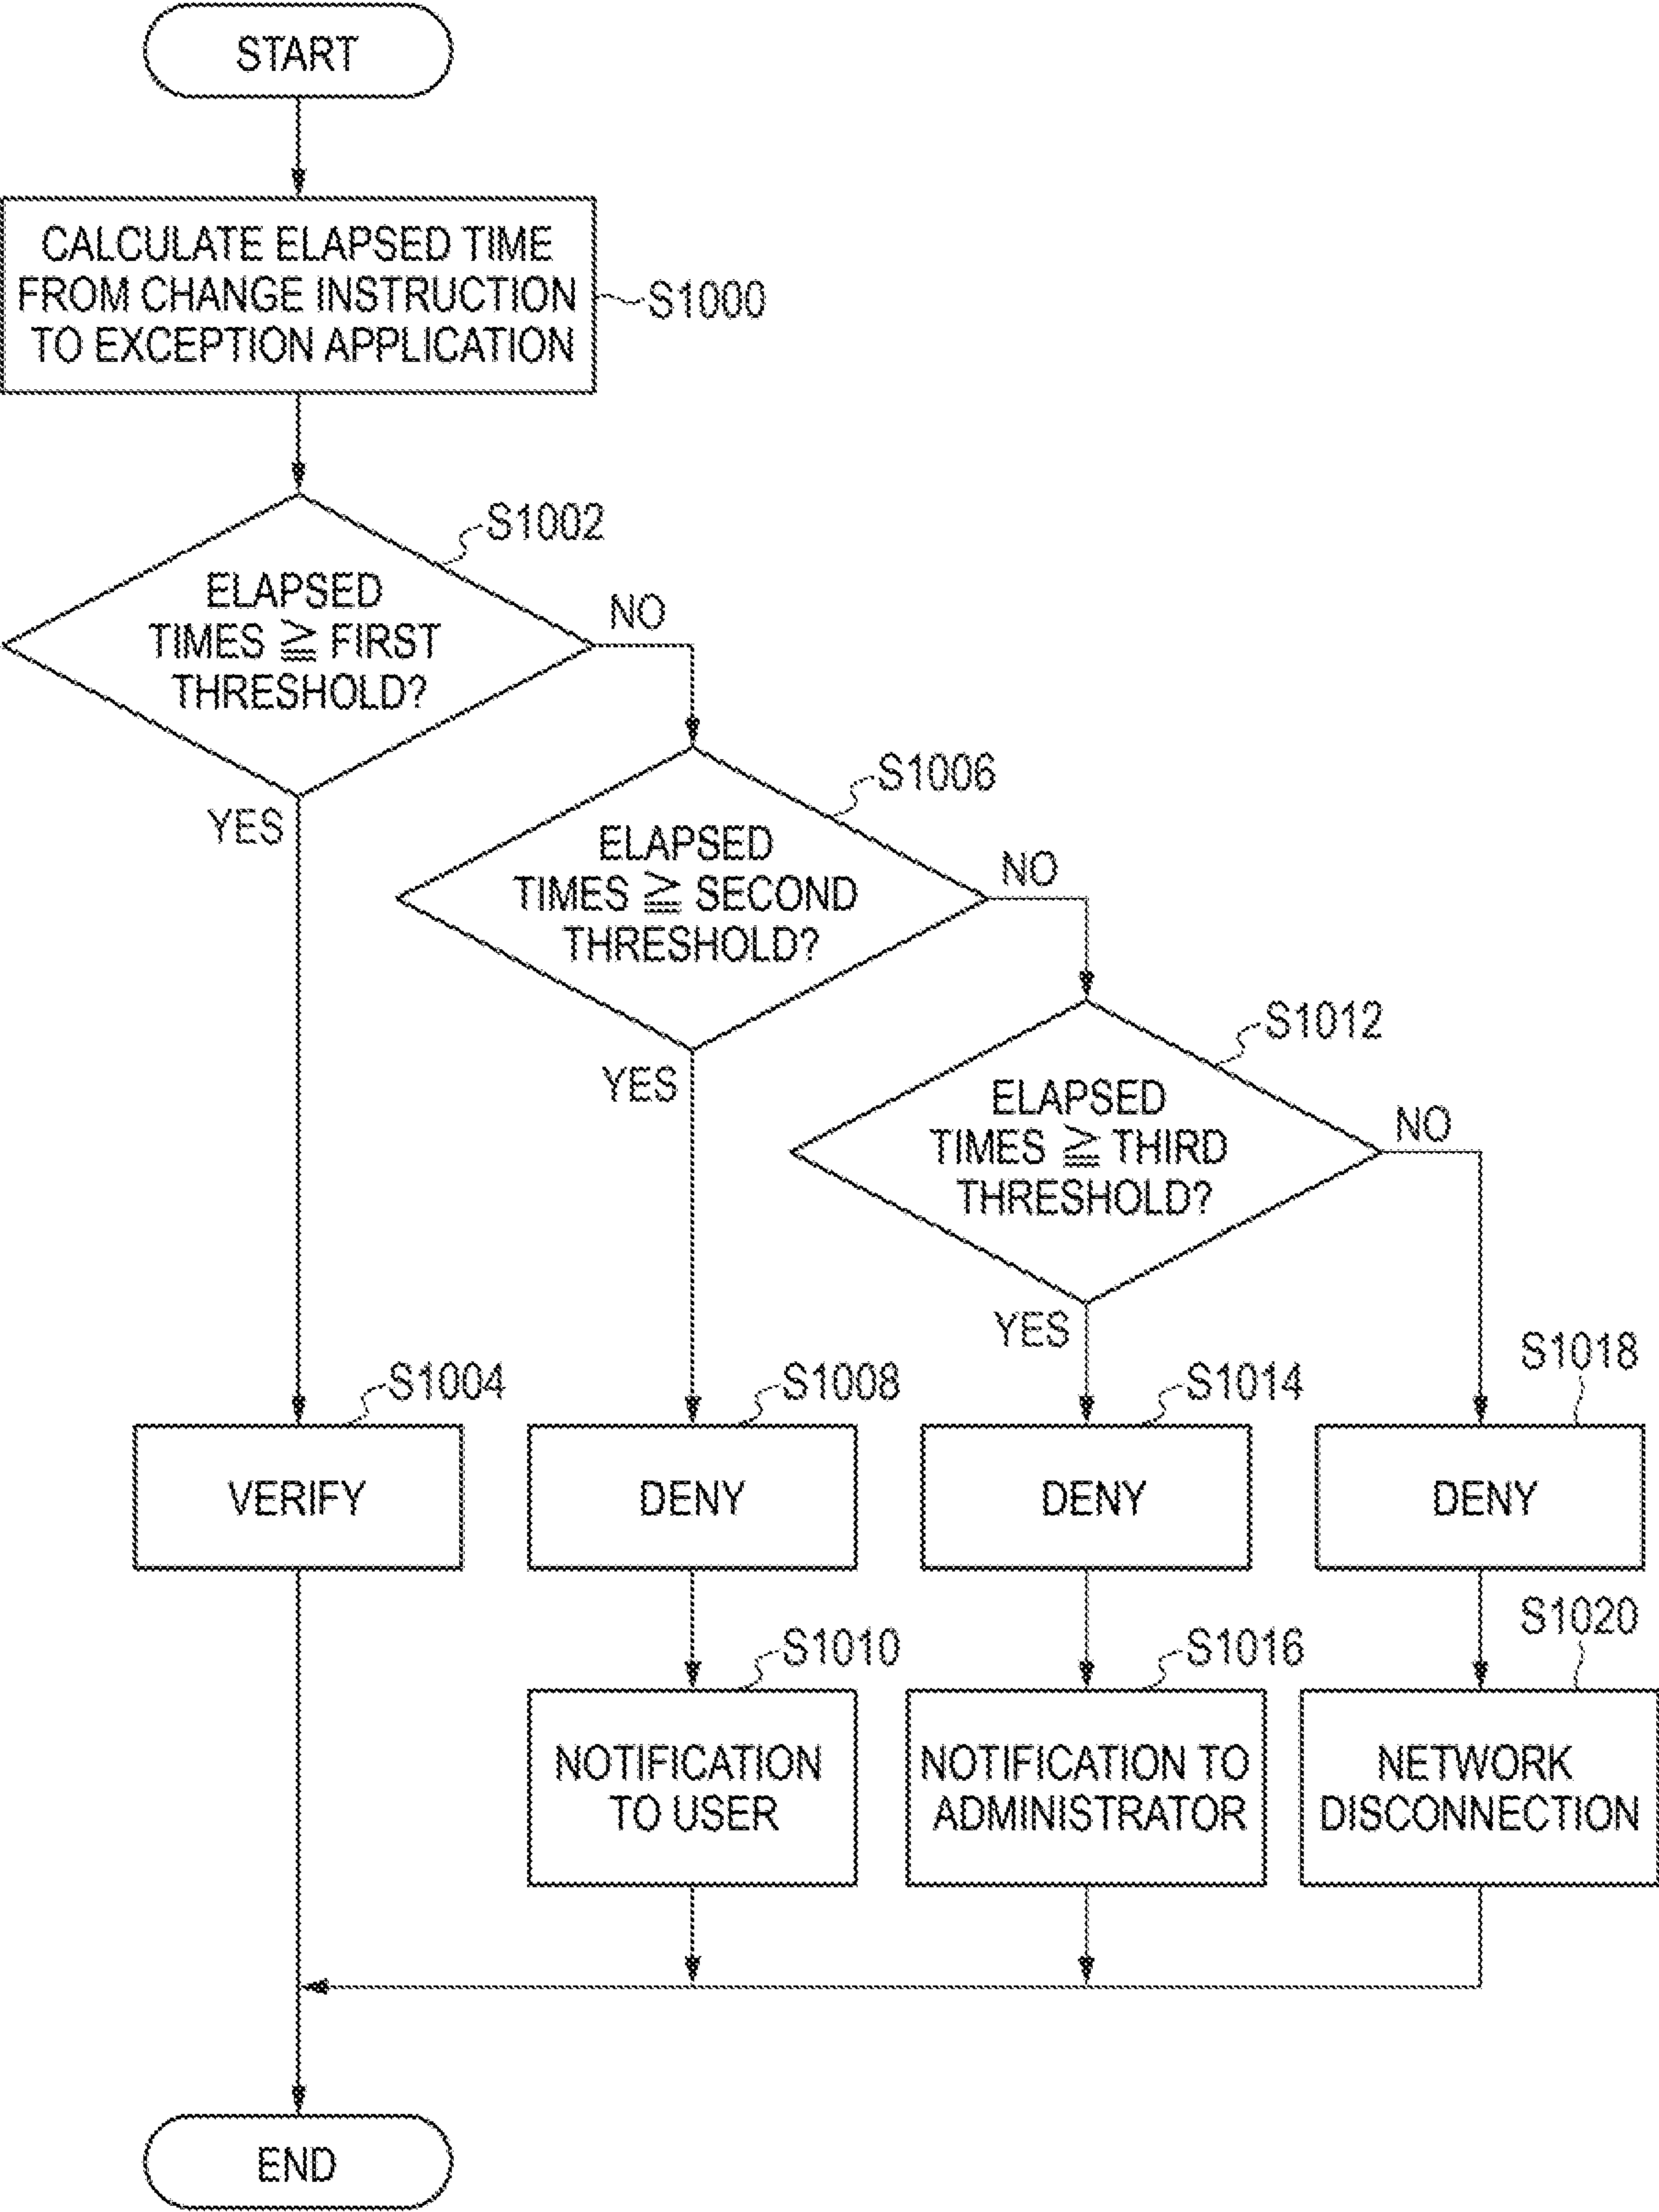 START
CALCULATE ELAPSED TIME
FROM CHANGE INSTRUCTION
TO EXCEPTION APPLICATION
S1000
S1002
ELAPSED
TIMES ≧ FIRST
THRESHOLD?
NO
YES
S1006
ELAPSED
TIMES ≧ SECOND
THRESHOLD?
NO
YES
S1012
ELAPSED
TIMES ≧ THIRD
THRESHOLD?
NO
YES
S1004
VERIFY
S1008
DENY
S1014
DENY
S1018
DENY
S1010
NOTIFICATION
TO USER
S1016
NOTIFICATION TO
ADMINISTRATOR
S1020
NETWORK
DISCONNECTION
END